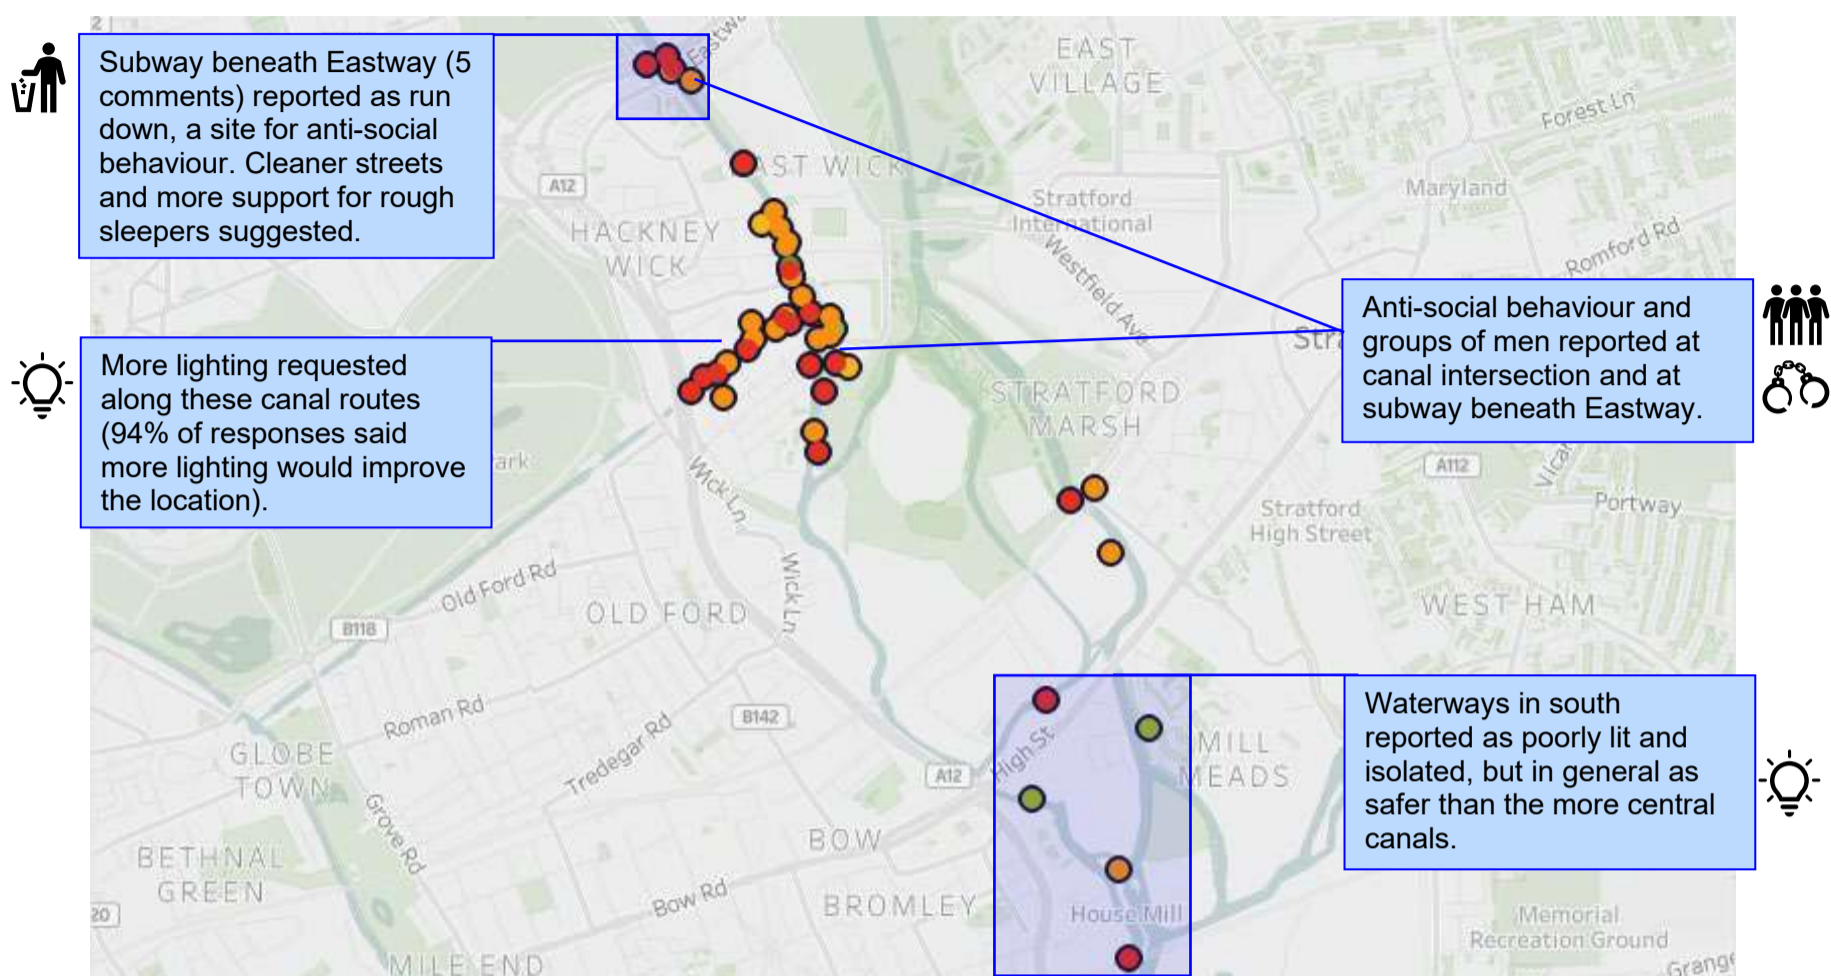 Subway beneath Eastway (5
comments) reported as run
down, a site for anti-social
behaviour. Cleaner streets
and more support for rough
sleepers suggested.
More lighting requested
along these canal routes
(94% of responses said
more lighting would improve
the location).
Anti-social behaviour and
groups of men reported at
canal intersection and at
subway beneath Eastway.
Waterways in south
reported as poorly lit and
isolated, but in general as
safer than the more central
canals.
EAST
VILLAGE
Forest Ln
A12
WICK
HACKNEY
WICK
Stratford
International
Maryland
Romford Rd
Westfield Ave
STRATFORD
MARSH
A112
Portway
Stratford
High Street
Wick Ln
Wick Ln
Old Ford Rd
OLD FORD
WEST HAM
B118
Roman Rd
B142
Tredegar Rd
GLOBE
TOWN
Grove Rd
A12
High St
MILL
MEADS
BETHNAL
GREEN
BOW
Bow Rd
BROMLEY
House Mill
Memorial
Recreation Ground
MILE END